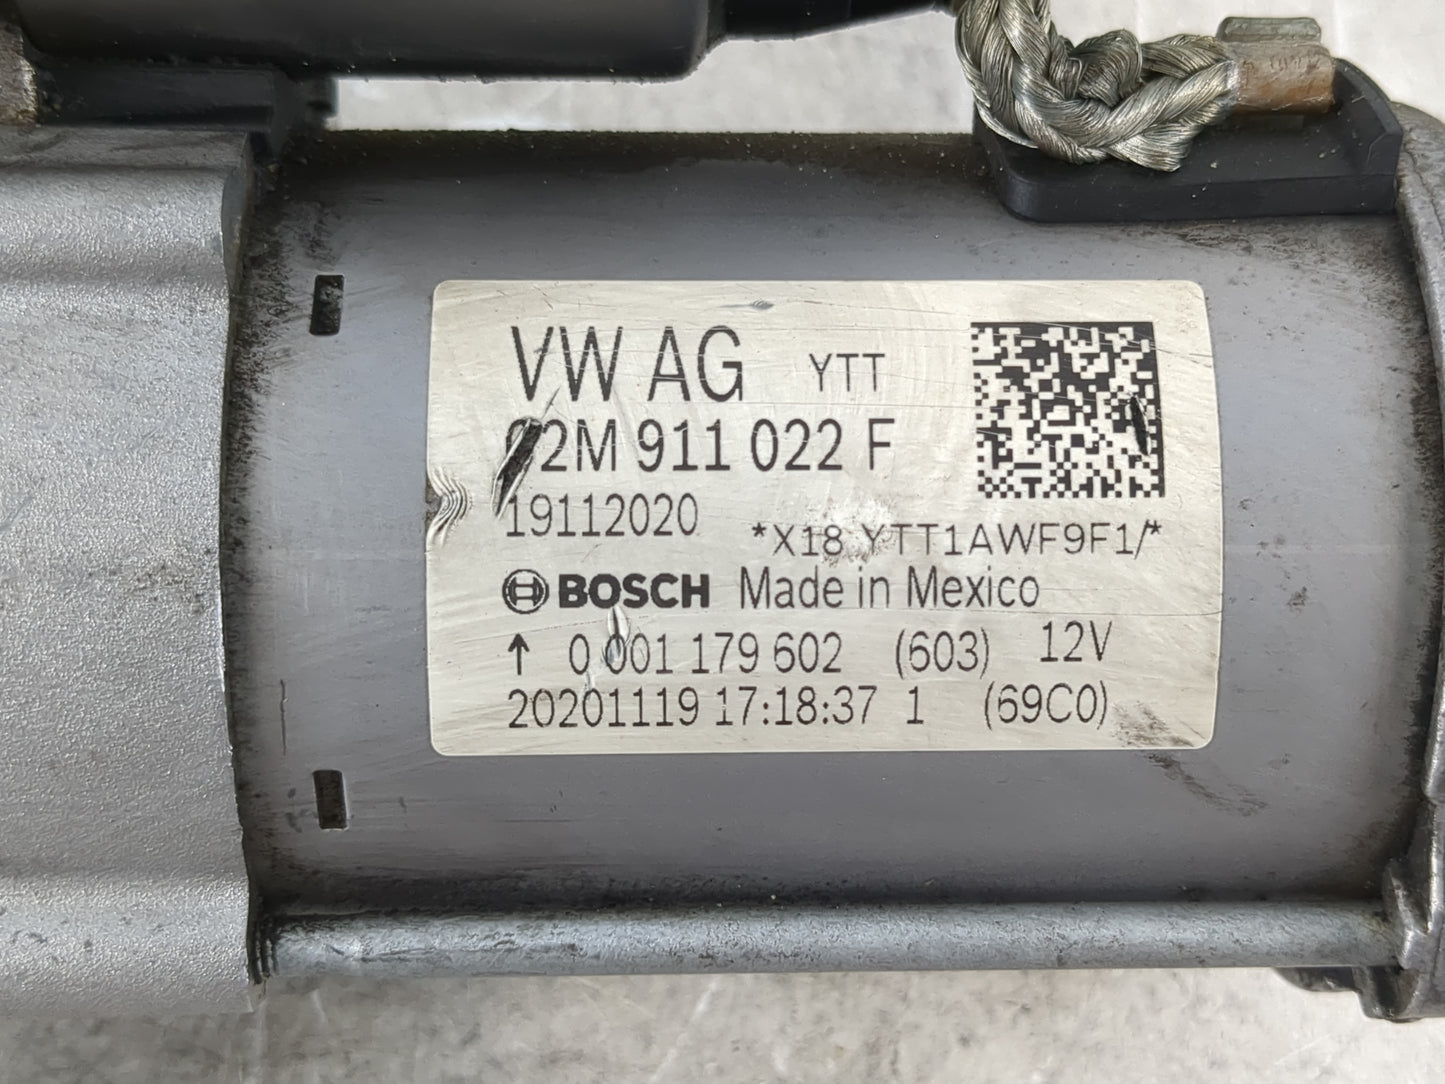 VW AG YTT
02M 911 022 F
19112020 *X18 YTT1AWF9F1/*
BOSCH Made in Mexico
↑ 0 001 179 602 (603) 12V
20201119 17:18:37 1 (69C0)